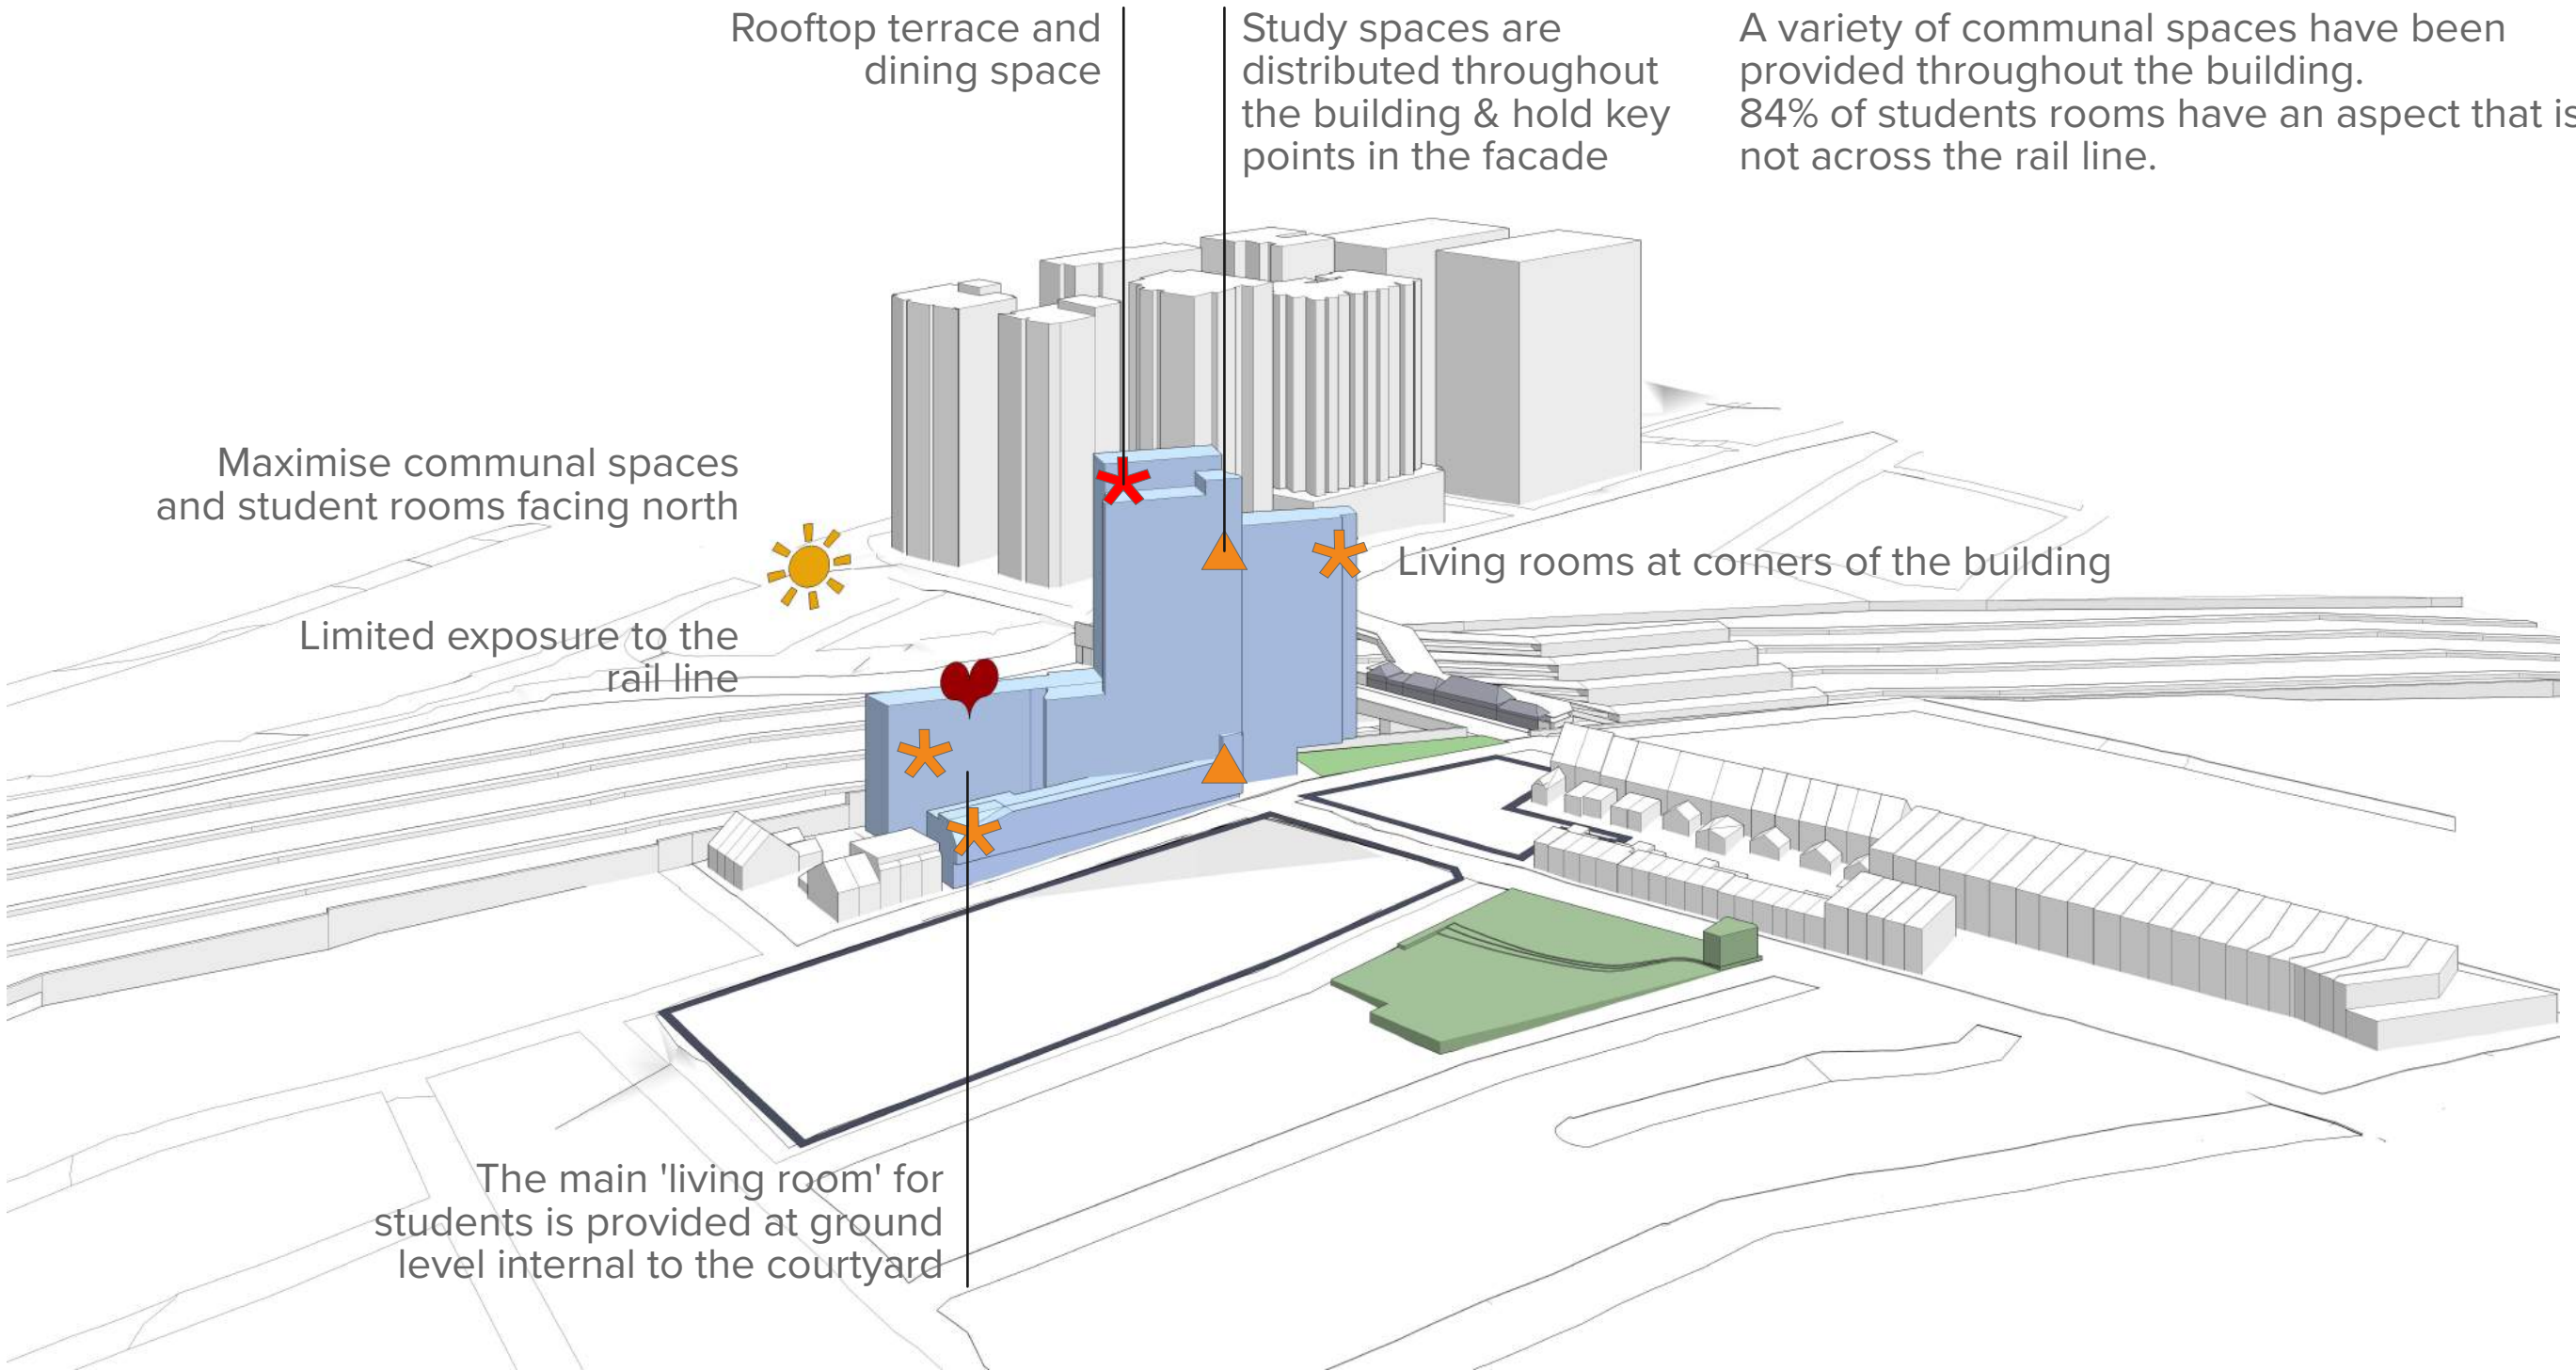 Rooftop terrace and
dining space
Study spaces are
distributed throughout
the building & hold key
points in the facade
A variety of communal spaces have been
provided throughout the building.
84% of students rooms have an aspect that is
not across the rail line.
Maximise communal spaces
and student rooms facing north
Living rooms at corners of the building
Limited exposure to the
rail line
The main 'living room' for
students is provided at ground
level internal to the courtyard